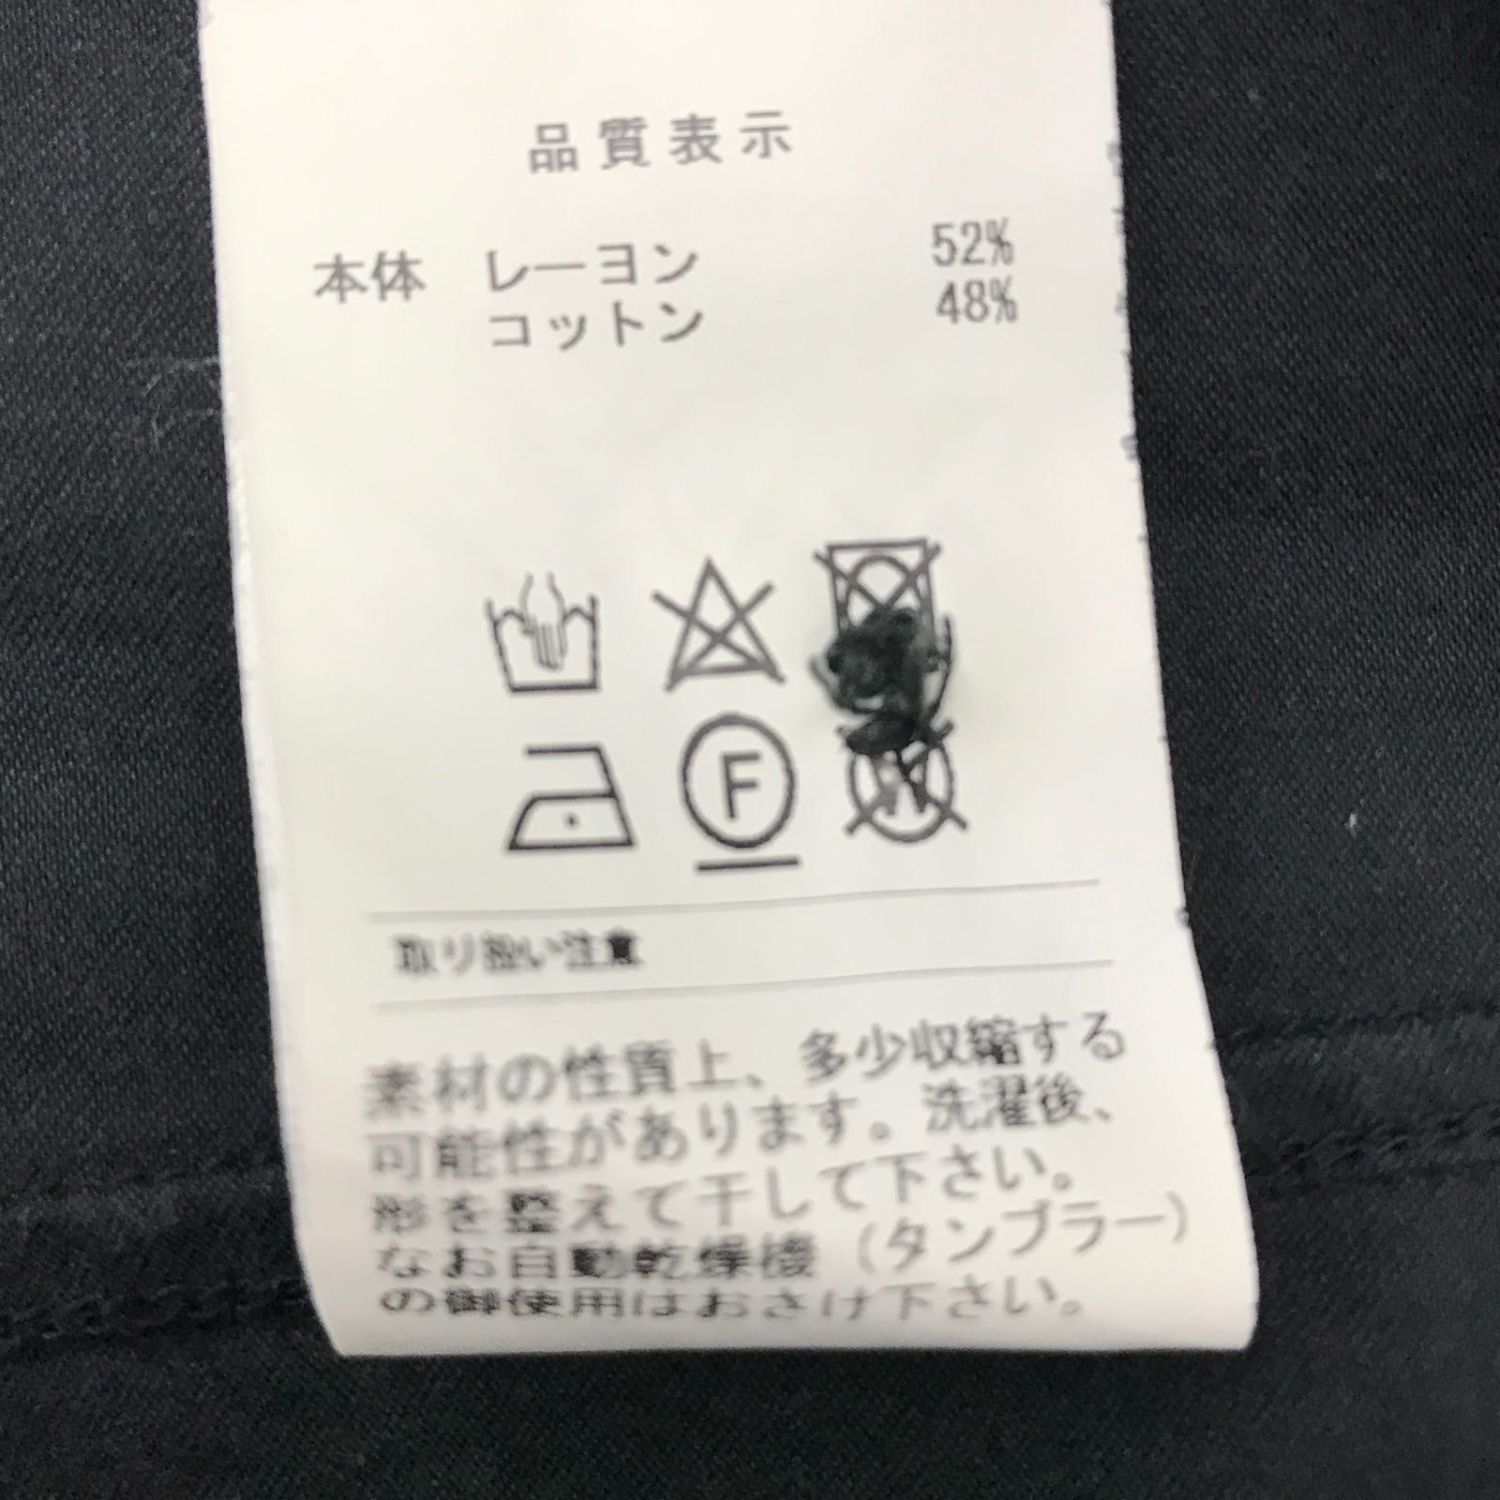 品質表示
本体 レーヨン 52%
コットン 48%
F
W
取り扱い注意
素材の性質上、多少収縮する
可能性があります。洗濯後、
形を整えて干して下さい。
なお自動乾燥機（タンブラー）
の御使用はおさけ下さい。